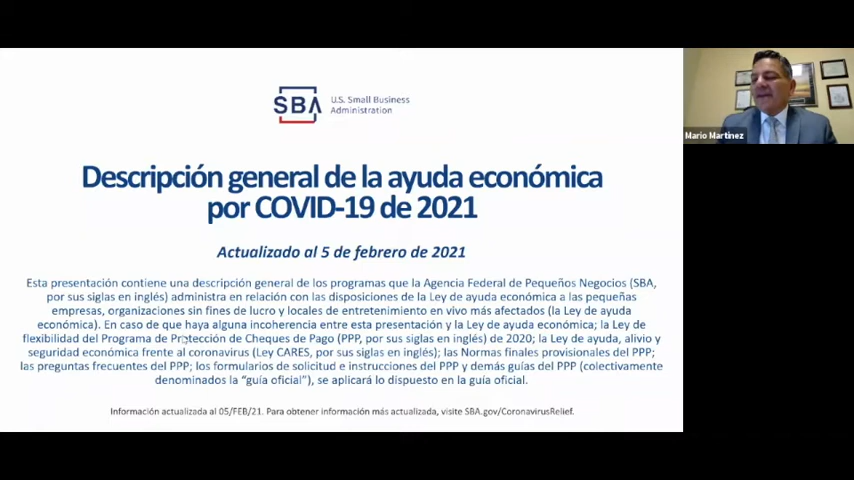 SBA
U.S. Small Business
Administration
Descripción general de la ayuda económica
por COVID-19 de 2021
Actualizado al 5 de febrero de 2021
Esta presentación contiene una descripción general de los programas que la Agencia Federal de Pequeños Negocios (SBA,
por sus siglas en inglés) administra en relación con las disposiciones de la Ley de ayuda económica a las pequeñas
empresas, organizaciones sin fines de lucro y locales de entretenimiento en vivo más afectados (la Ley de ayuda
económica). En caso de que haya alguna incoherencia entre esta presentación y la Ley de ayuda económica; la Ley de
flexibilidad del Programa de Protección de Cheques de Pago (PPP, por sus siglas en inglés) de 2020; la Ley de ayuda, alivio y
seguridad económica frente al coronavirus (Ley CARES, por sus siglas en inglés); las Normas finales provisionales del PPP;
las preguntas frecuentes del PPP; los formularios de solicitud e instrucciones del PPP y demás guías del PPP (colectivamente
denominados la “guía oficial”), se aplicará lo dispuesto en la guía oficial.
Información actualizada al 05/FEB/21. Para obtener información más actualizada, visite SBA.gov/CoronavirusRelief.
Mario Martinez